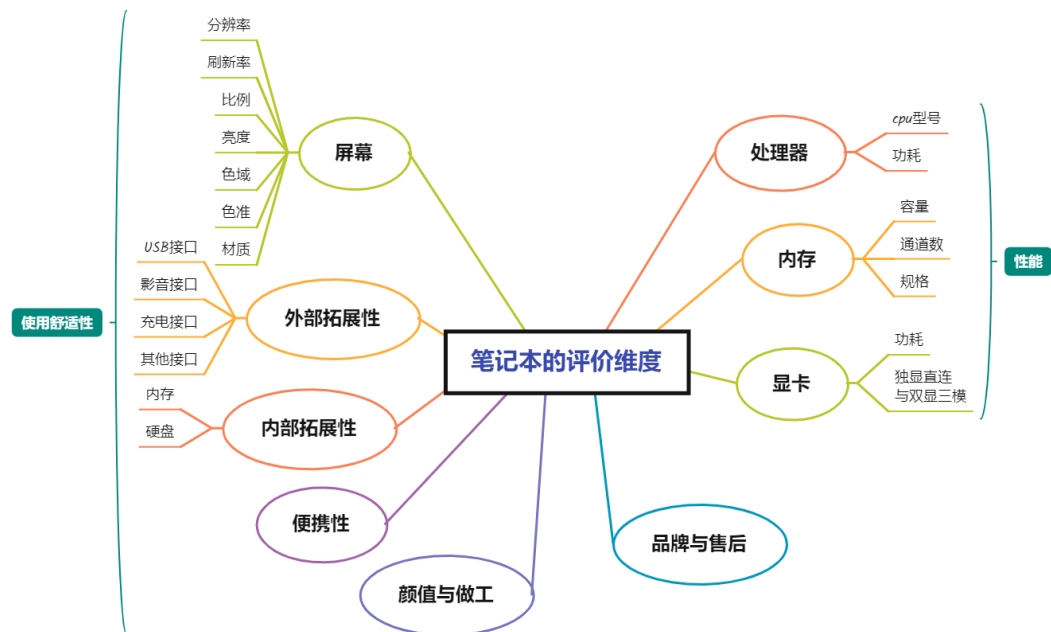 分辨率
刷新率
比例
亮度
色域
色准
材质
屏幕
USB接口
影音接口
充电接口
其他接口
外部拓展性
内存
硬盘
内部拓展性
便携性
颜值与做工
使用舒适性
笔记本的评价维度
处理器
cpu型号
功耗
内存
容量
通道数
规格
显卡
功耗
独显直连
与双显三模
性能
品牌与售后